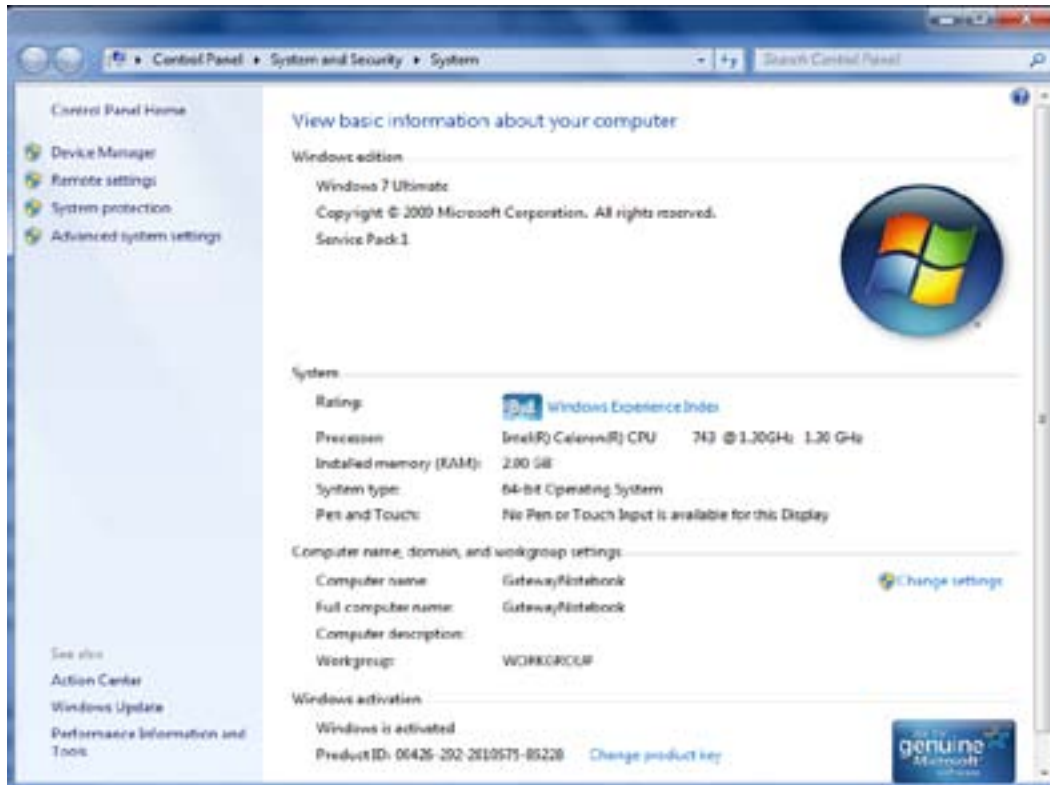 Control Panel ▸ System and Security ▸ System
Search Control Panel
Control Panel Home
Device Manager
Remote settings
System protection
Advanced system settings
See also
Action Center
Windows Update
Performance Information and
Tools
View basic information about your computer
Windows edition
Windows 7 Ultimate
Copyright © 2009 Microsoft Corporation. All rights reserved.
Service Pack 1
System
Rating:
Windows Experience Index
Processor: Intel(R) Celeron(R) CPU 743 @ 1.30GHz 1.30 GHz
Installed memory (RAM): 2.00 GB
System type: 64-bit Operating System
Pen and Touch: No Pen or Touch Input is available for this Display
Computer name, domain, and workgroup settings
Computer name: GatewayNotebook
Change settings
Full computer name: GatewayNotebook
Computer description:
Workgroup: WORKGROUP
Windows activation
Windows is activated
Product ID: Change product key
genuine
Microsoft
software